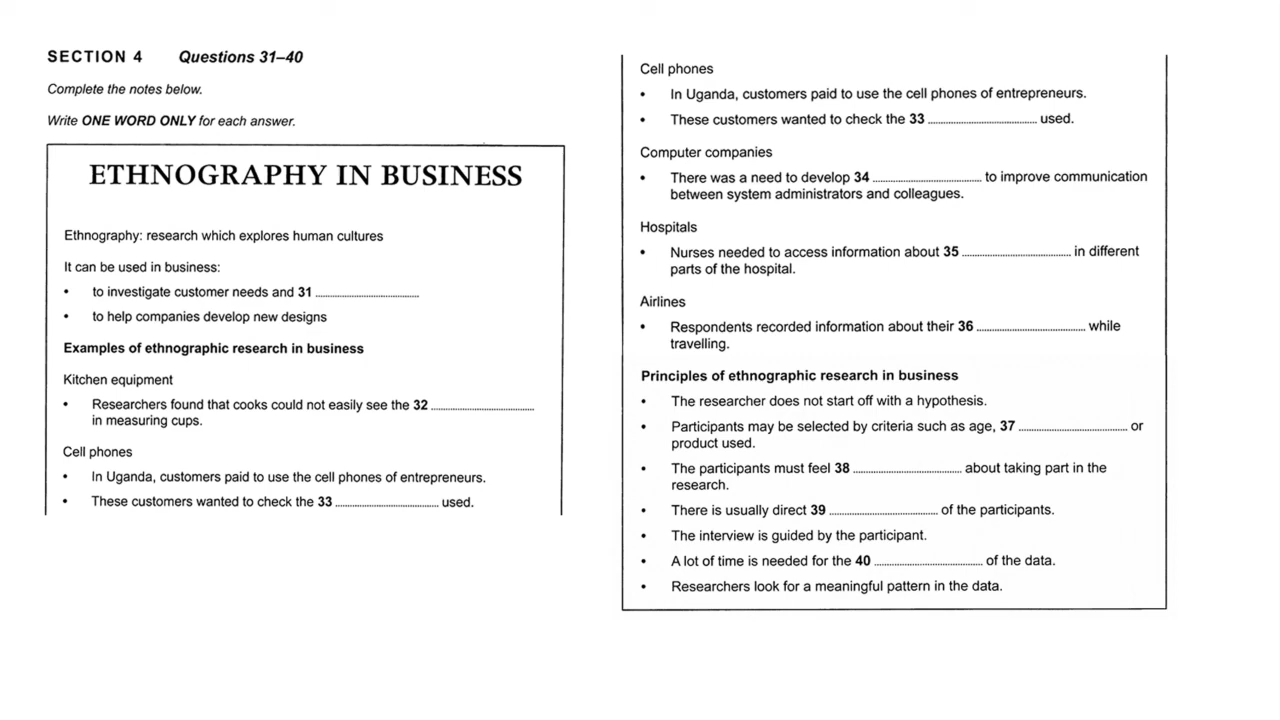 SECTION 4 Questions 31–40
Complete the notes below.
Write ONE WORD ONLY for each answer.
ETHNOGRAPHY IN BUSINESS
Ethnography: research which explores human cultures
It can be used in business:
• to investigate customer needs and 31 ..............................
• to help companies develop new designs
Examples of ethnographic research in business
Kitchen equipment
• Researchers found that cooks could not easily see the 32 ..............................
in measuring cups.
Cell phones
• In Uganda, customers paid to use the cell phones of entrepreneurs.
• These customers wanted to check the 33 .............................. used.
Cell phones
• In Uganda, customers paid to use the cell phones of entrepreneurs.
• These customers wanted to check the 33 .............................. used.
Computer companies
• There was a need to develop 34 .............................. to improve communication
between system administrators and colleagues.
Hospitals
• Nurses needed to access information about 35 .............................. in different
parts of the hospital.
Airlines
• Respondents recorded information about their 36 .............................. while
travelling.
Principles of ethnographic research in business
• The researcher does not start off with a hypothesis.
• Participants may be selected by criteria such as age, 37 .............................. or
product used.
• The participants must feel 38 .............................. about taking part in the
research.
• There is usually direct 39 .............................. of the participants.
• The interview is guided by the participant.
• A lot of time is needed for the 40 .............................. of the data.
• Researchers look for a meaningful pattern in the data.